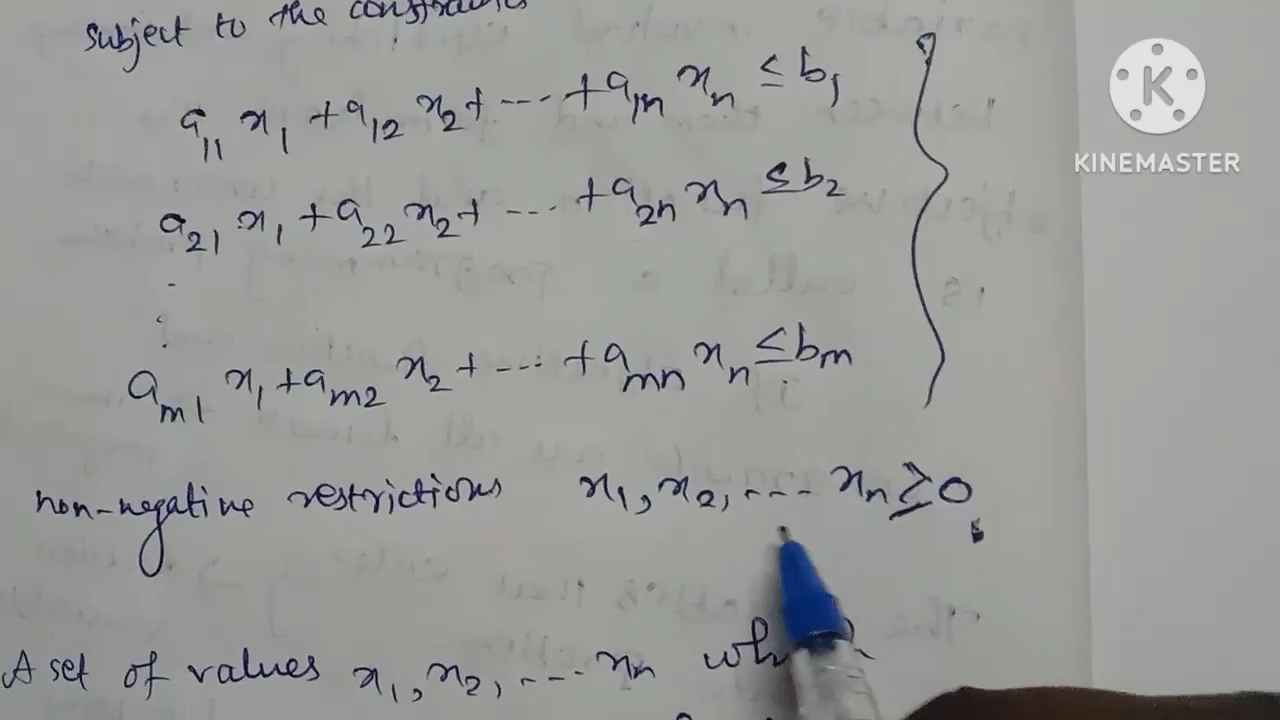 subject to the constraints
a₁₁ x₁ + a₁₂ x₂ + ---- + a₁ₙ xₙ ≤ b₁
a₂₁ x₁ + a₂₂ x₂ + ---- + a₂ₙ xₙ ≤ b₂
:
aₘ₁ x₁ + aₘ₂ x₂ + ---- + aₘₙ xₙ ≤ bₘ
non-negative restrictions x₁, x₂, ---- xₙ ≥ 0.
A set of values x₁, x₂, ---- xₙ
K
KINEMASTER